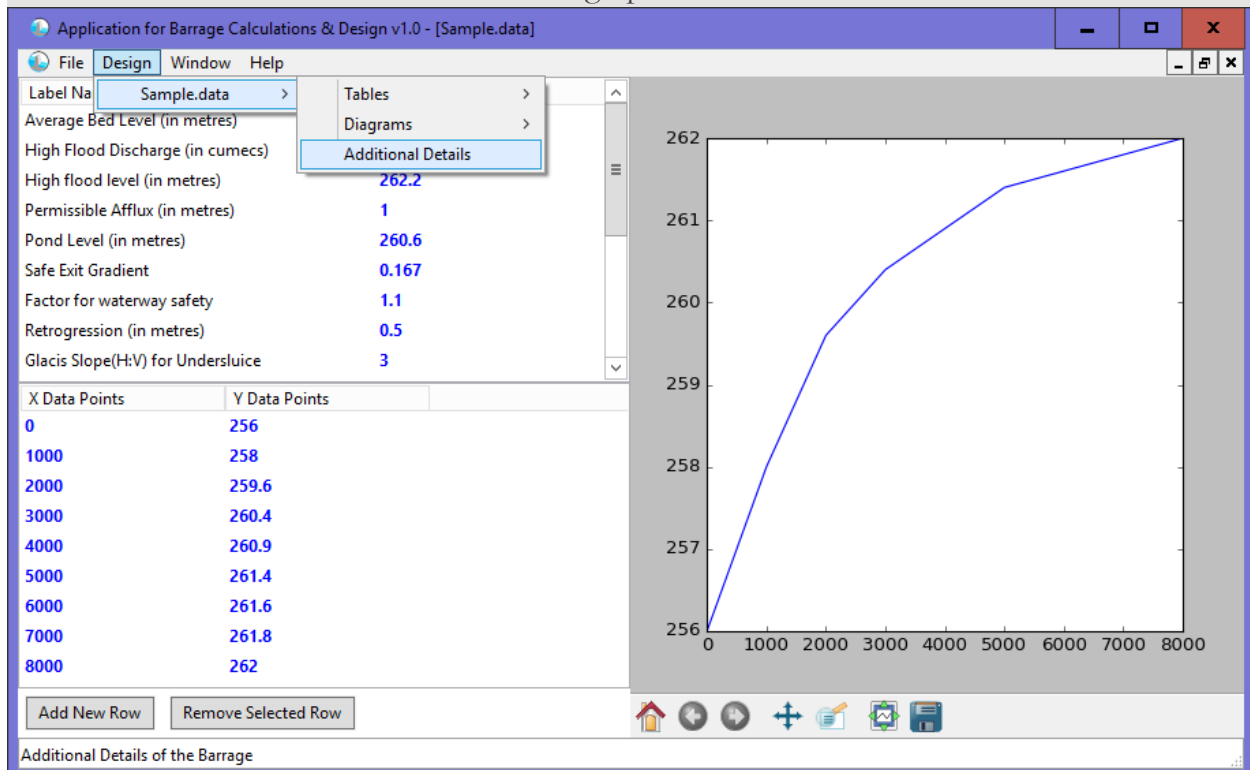 Application for Barrage Calculations & Design v1.0 - [Sample.data]
File Design Window Help
Label Na
Sample.data
Tables
Diagrams
Additional Details
Average Bed Level (in metres)
High Flood Discharge (in cumecs)
High flood level (in metres) 262.2
Permissible Afflux (in metres) 1
Pond Level (in metres) 260.6
Safe Exit Gradient 0.167
Factor for waterway safety 1.1
Retrogression (in metres) 0.5
Glacis Slope(H:V) for Undersluice 3
X Data Points Y Data Points
0 256
1000 258
2000 259.6
3000 260.4
4000 260.9
5000 261.4
6000 261.6
7000 261.8
8000 262
Add New Row Remove Selected Row
Additional Details of the Barrage
262
261
260
259
258
257
256
0 1000 2000 3000 4000 5000 6000 7000 8000